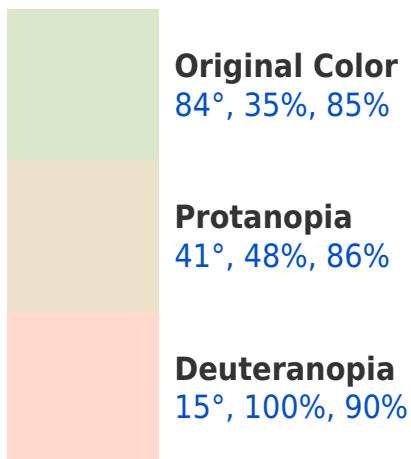 Original Color
84°, 35%, 85%
Protanopia
41°, 48%, 86%
Deuteranopia
15°, 100%, 90%